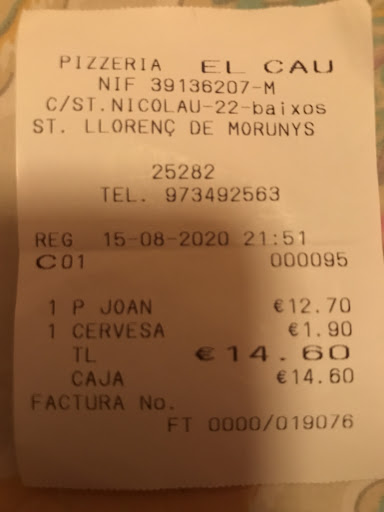 PIZZERIA EL CAU
NIF 39136207-M
C/ST.NICOLAU-22-baixos
ST. LLORENÇ DE MORUNYS
25282
TEL. 973492563
REG 15-08-2020 21:51
C01 000095
1 P JOAN €12.70
1 CERVESA €1.90
TL €14.60
CAJA €14.60
FACTURA No.
FT 0000/019076